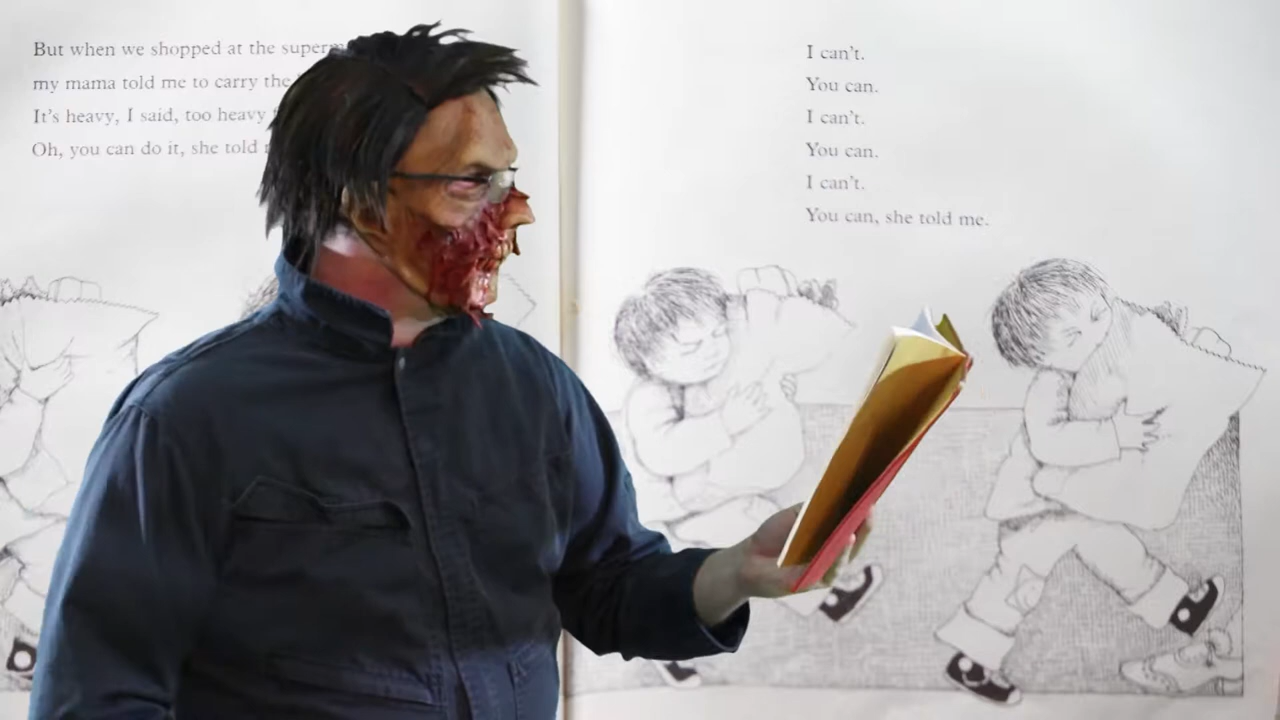 But when we shopped at the
my mama told me to carry the
It's heavy, I said, too heavy
Oh, you can do it, she told
I can't.
You can.
I can't.
You can.
I can't.
You can, she told me.